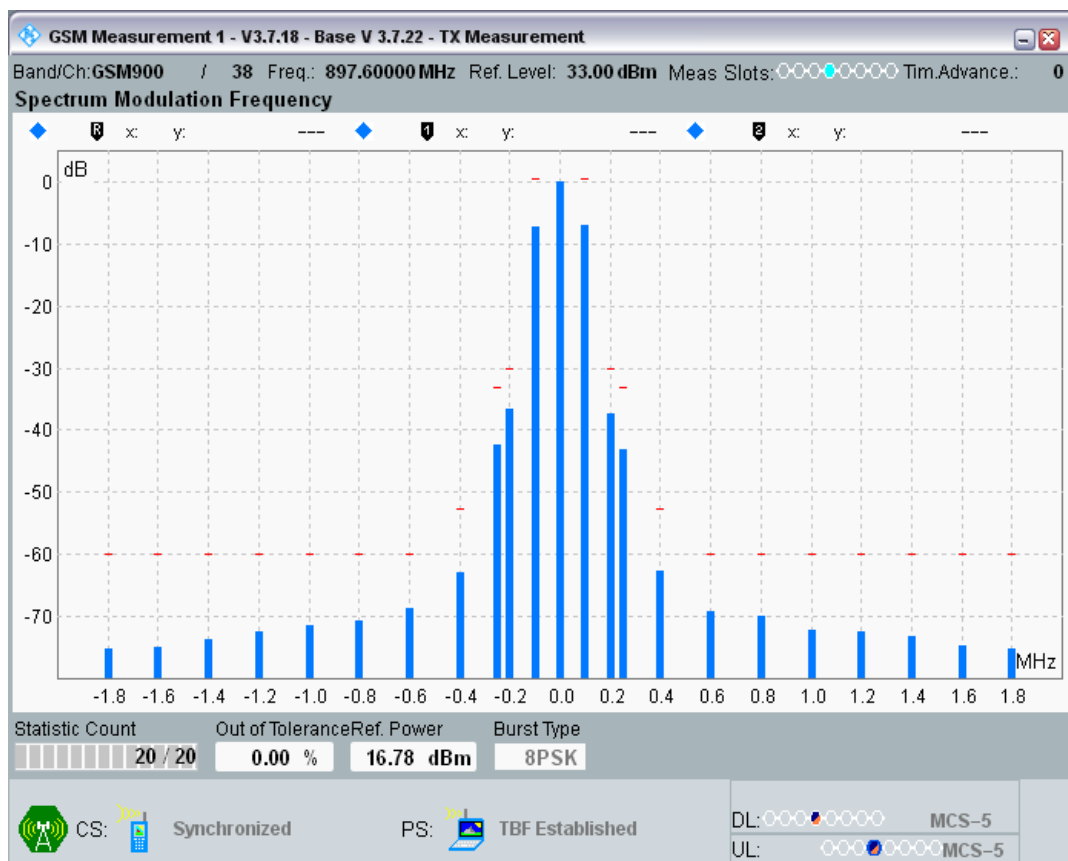 GSM Measurement 1 - V3.7.18 - Base V 3.7.22 - TX Measurement
Band/Ch:GSM900 / 38 Freq.: 897.60000 MHz Ref. Level: 33.00 dBm Meas Slots: Tim.Advance.: 0
Spectrum Modulation Frequency
R x: y: --- 1 x: y: --- 2 x: y: ---
dB
0
-10
-20
-30
-40
-50
-60
-70
MHz
-1.8 -1.6 -1.4 -1.2 -1.0 -0.8 -0.6 -0.4 -0.2 0.0 0.2 0.4 0.6 0.8 1.0 1.2 1.4 1.6 1.8
Statistic Count Out of Tolerance Ref. Power Burst Type
20 / 20 0.00 % 16.78 dBm 8PSK
CS: Synchronized PS: TBF Established
DL: MCS-5
UL: MCS-5